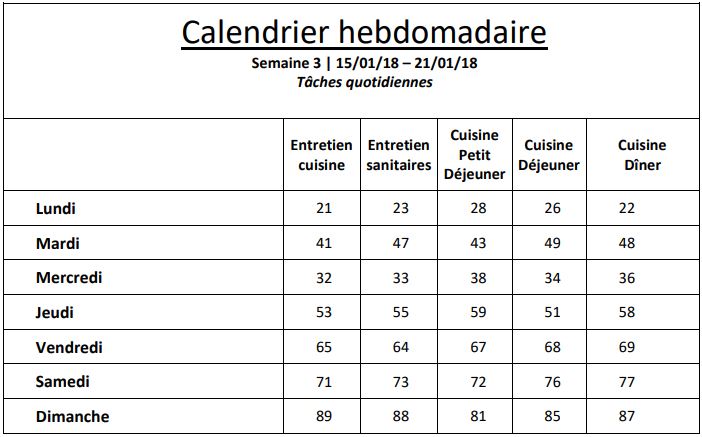 Calendrier hebdomadaire
Semaine 3 | 15/01/18 – 21/01/18
Tâches quotidiennes
Entretien cuisine Entretien sanitaires Cuisine Petit Déjeuner Cuisine Déjeuner Cuisine Dîner
Lundi 21 23 28 26 22
Mardi 41 47 43 49 48
Mercredi 32 33 38 34 36
Jeudi 53 55 59 51 58
Vendredi 65 64 67 68 69
Samedi 71 73 72 76 77
Dimanche 89 88 81 85 87